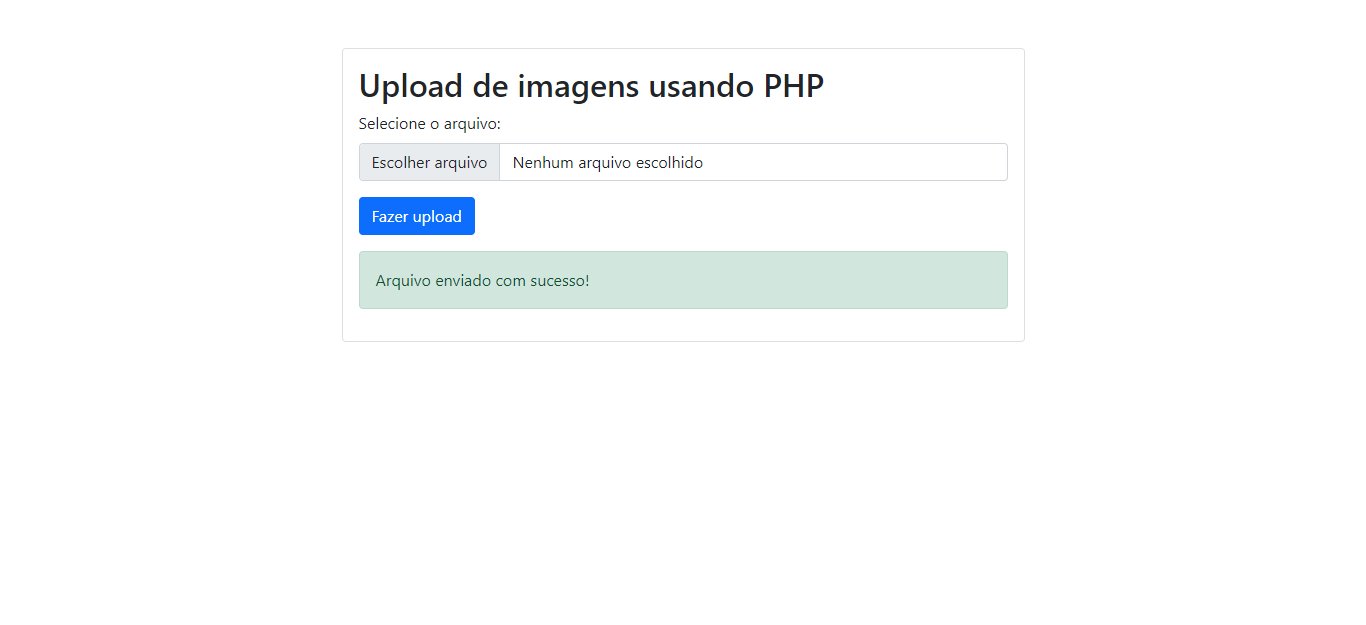 Upload de imagens usando PHP
Selecione o arquivo:
Escolher arquivo Nenhum arquivo escolhido
Fazer upload
Arquivo enviado com sucesso!